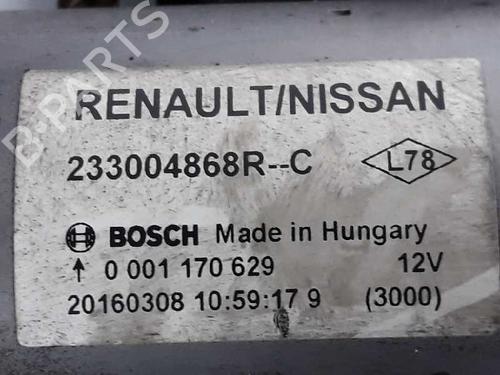 B-PARTS
RENAULT/NISSAN
233004868R--C L78
BOSCH Made in Hungary
↑ 0 001 170 629 12V
20160308 10:59:17 9 (3000)